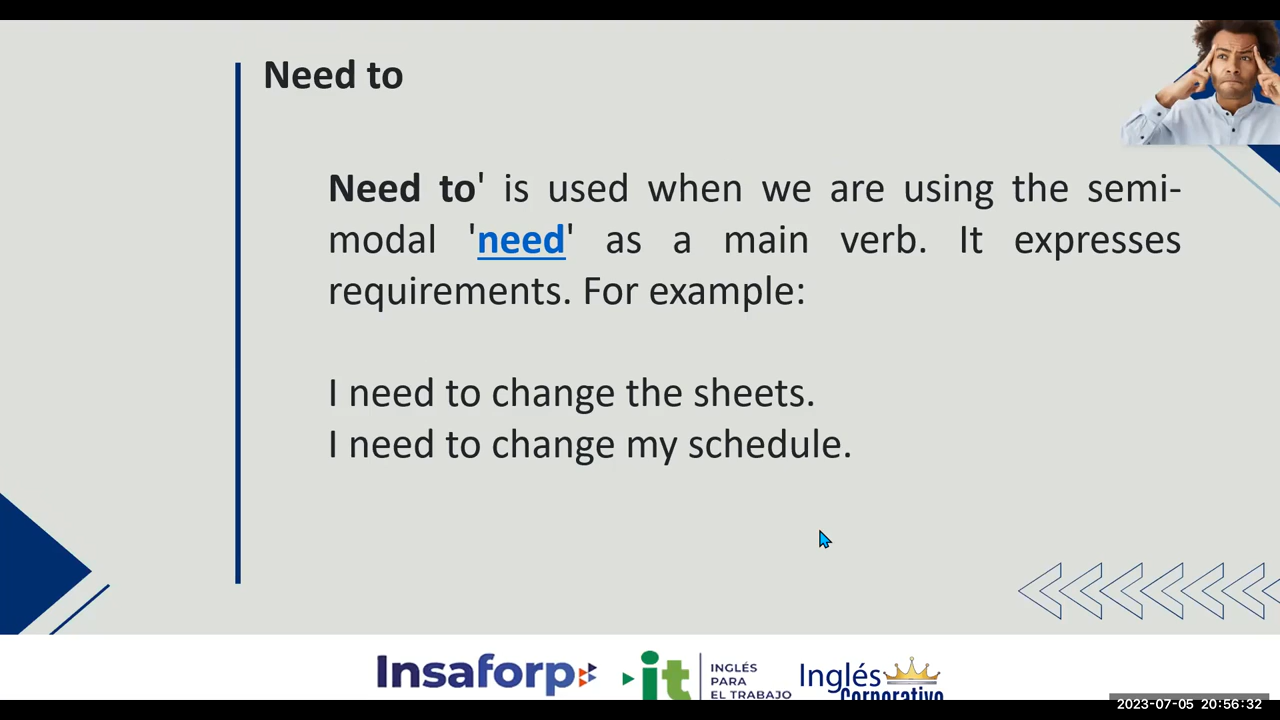 Need to
Need to' is used when we are using the semi-
modal 'need' as a main verb. It expresses
requirements. For example:
I need to change the sheets.
I need to change my schedule.
Insaforp
it
INGLÉS
PARA
EL TRABAJO
Inglés
Corporativo
2023-07-05 20:56:32